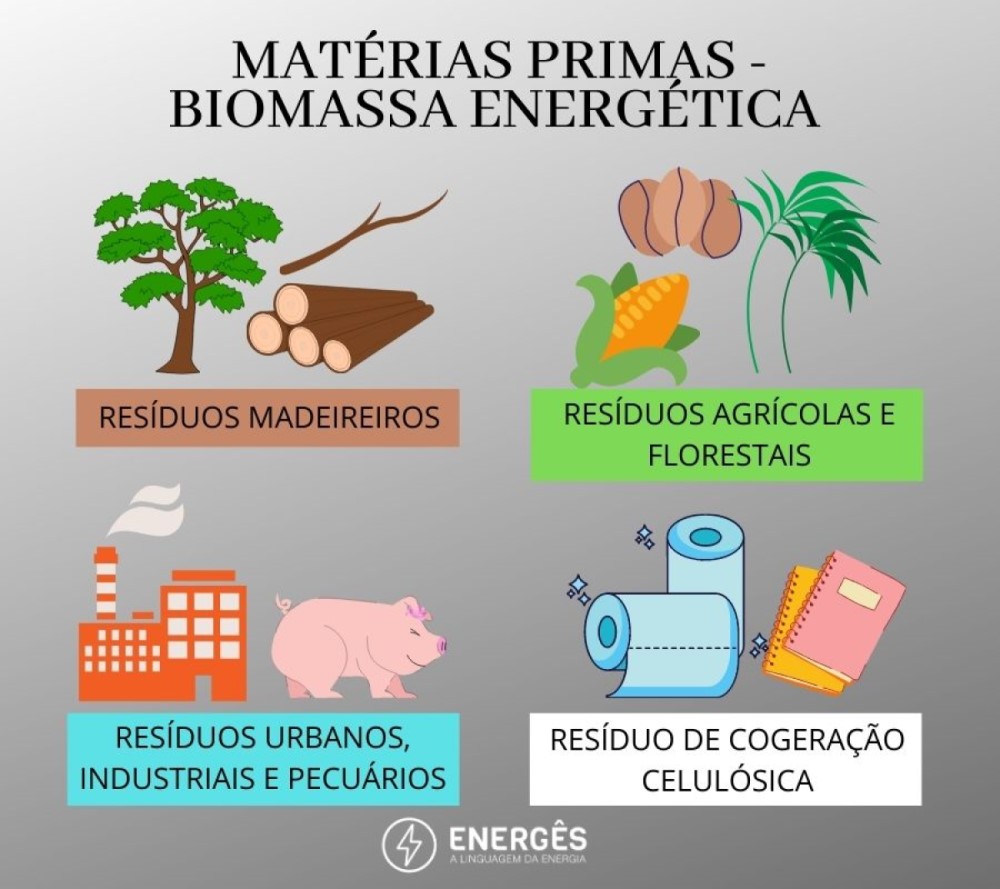 MATÉRIAS PRIMAS -
BIOMASSA ENERGÉTICA
RESÍDUOS MADEIREIROS
RESÍDUOS AGRÍCOLAS E
FLORESTAIS
RESÍDUOS URBANOS,
INDUSTRIAIS E PECUÁRIOS
RESÍDUO DE COGERAÇÃO
CELULÓSICA
ENERGÊS
A LINGUAGEM DA ENERGIA